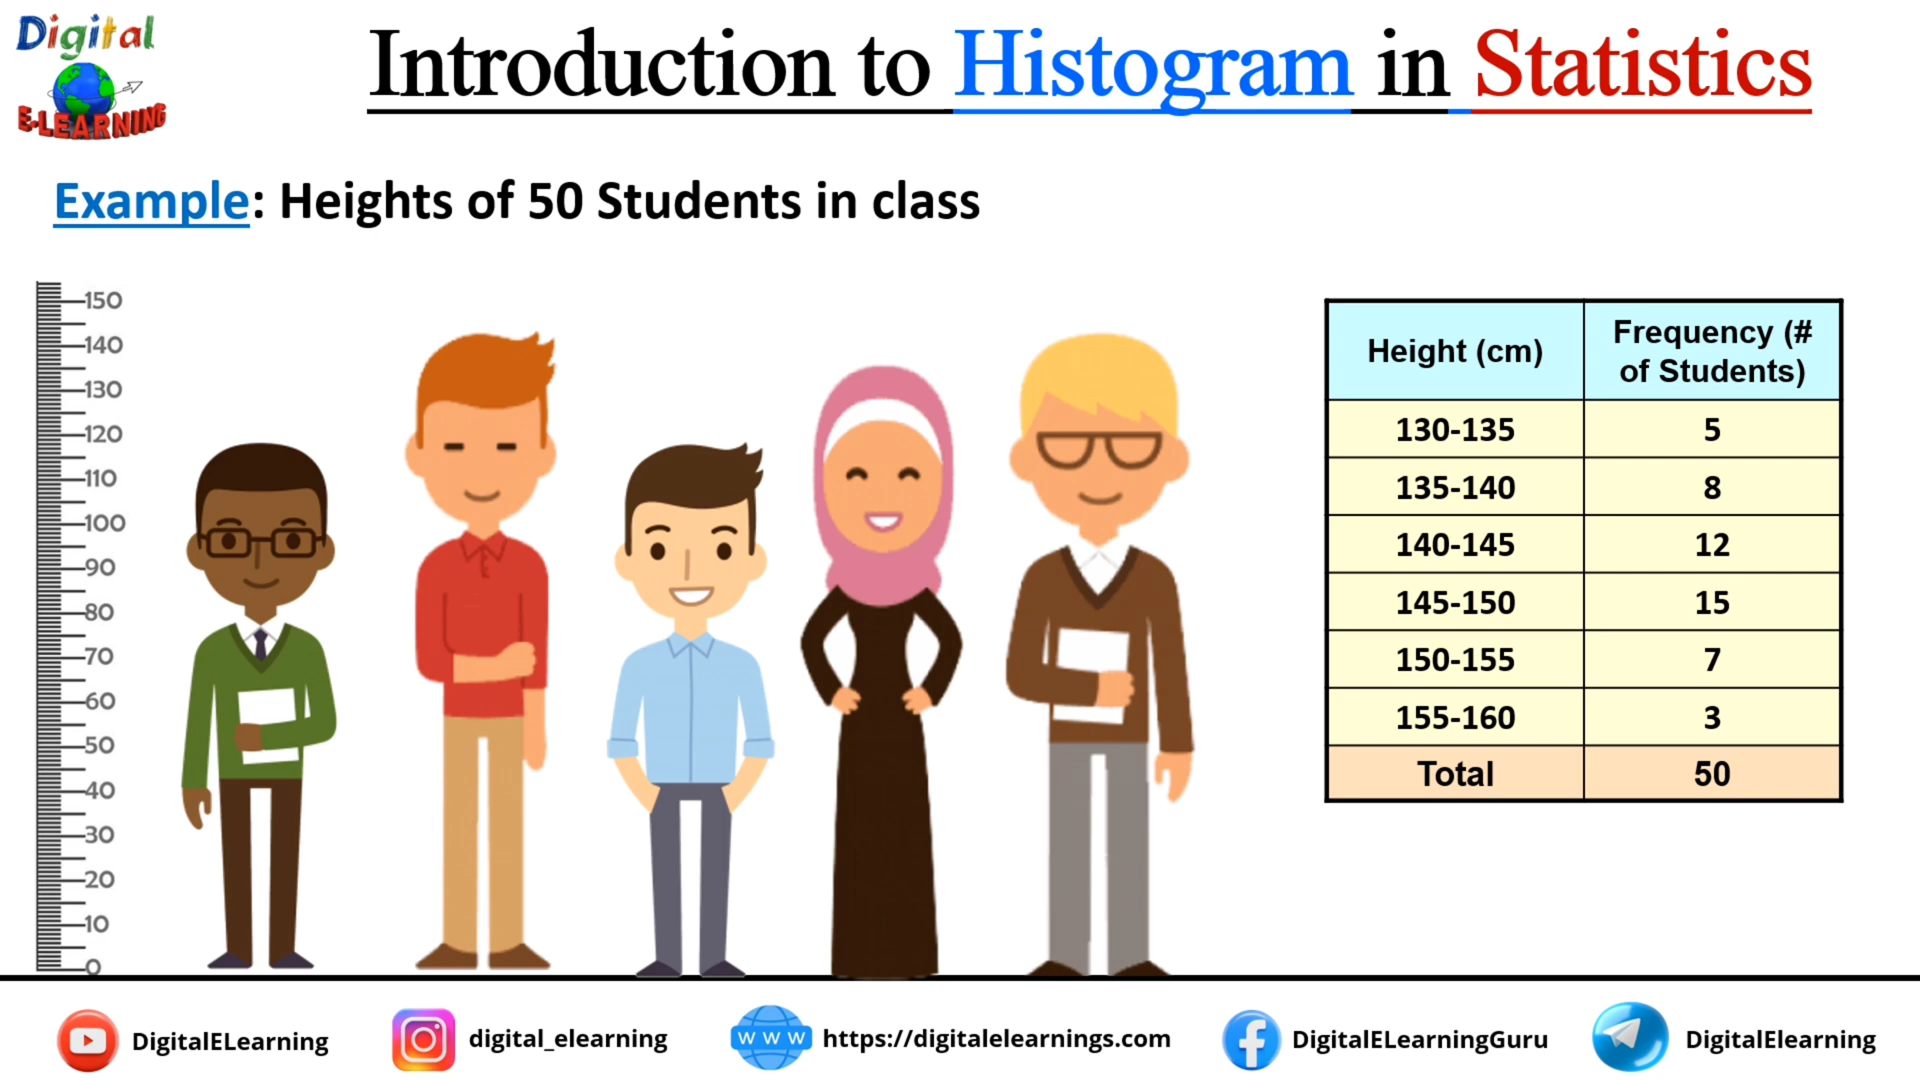 Digital
E-LEARNING
Introduction to Histogram in Statistics
Example: Heights of 50 Students in class
150
140
130
120
110
100
90
80
70
60
50
40
30
20
10
0
Height (cm) Frequency (#
of Students)
130-135 5
135-140 8
140-145 12
145-150 15
150-155 7
155-160 3
Total 50
DigitalELearning
digital_elearning
W W W
https://digitalelearnings.com
DigitalELearningGuru
DigitalElearning